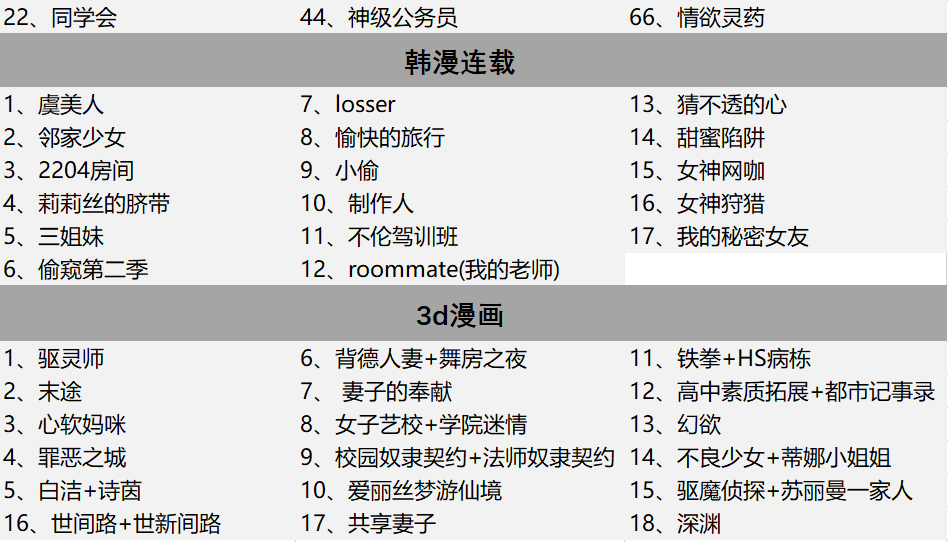 22、同学会 44、神级公务员 66、情欲灵药
韩漫连载
1、虞美人 7、losser 13、猜不透的心
2、邻家少女 8、愉快的旅行 14、甜蜜陷阱
3、2204房间 9、小偷 15、女神网咖
4、莉莉丝的脐带 10、制作人 16、女神狩猎
5、三姐妹 11、不伦驾训班 17、我的秘密女友
6、偷窥第二季 12、roommate(我的老师)
3d漫画
1、驱灵师 6、背德人妻+舞房之夜 11、铁拳+HS病栋
2、末途 7、 妻子的奉献 12、高中素质拓展+都市记事录
3、心软妈咪 8、女子艺校+学院迷情 13、幻欲
4、罪恶之城 9、校园奴隶契约+法师奴隶契约 14、不良少女+蒂娜小姐姐
5、白洁+诗茵 10、爱丽丝梦游仙境 15、驱魔侦探+苏丽曼一家人
16、世间路+世新间路 17、共享妻子 18、深渊